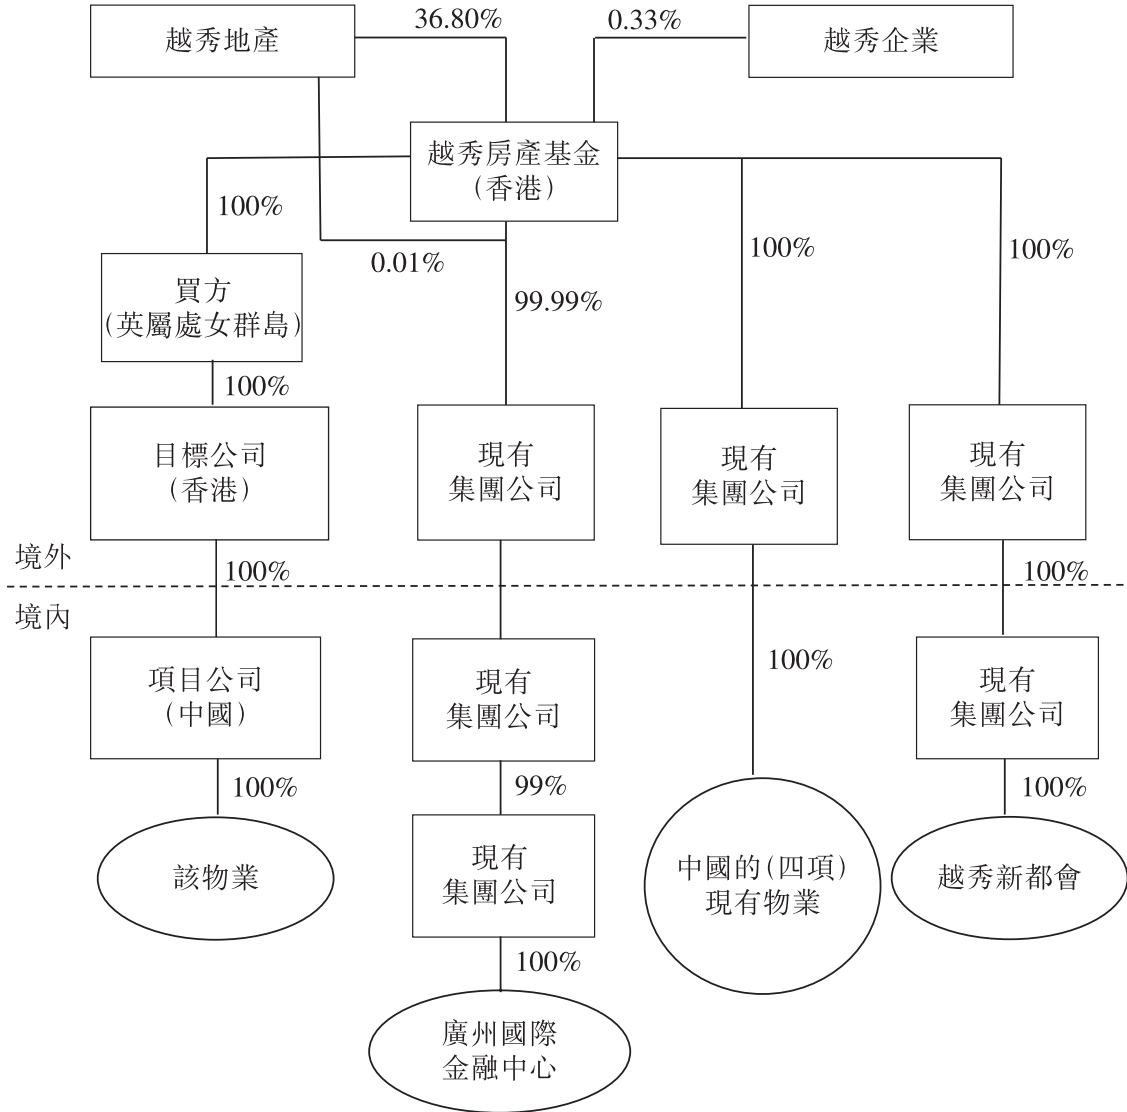 越秀地產
36.80%
0.33%
越秀企業
越秀房產基金
(香港)
100%
0.01%
99.99%
100%
100%
買方
(英屬處女群島)
100%
目標公司
(香港)
現有
集團公司
現有
集團公司
現有
集團公司
境外
100%
100%
境內
項目公司
(中國)
現有
集團公司
100%
現有
集團公司
100%
99%
100%
該物業
現有
集團公司
中國的(四項)
現有物業
越秀新都會
100%
廣州國際
金融中心